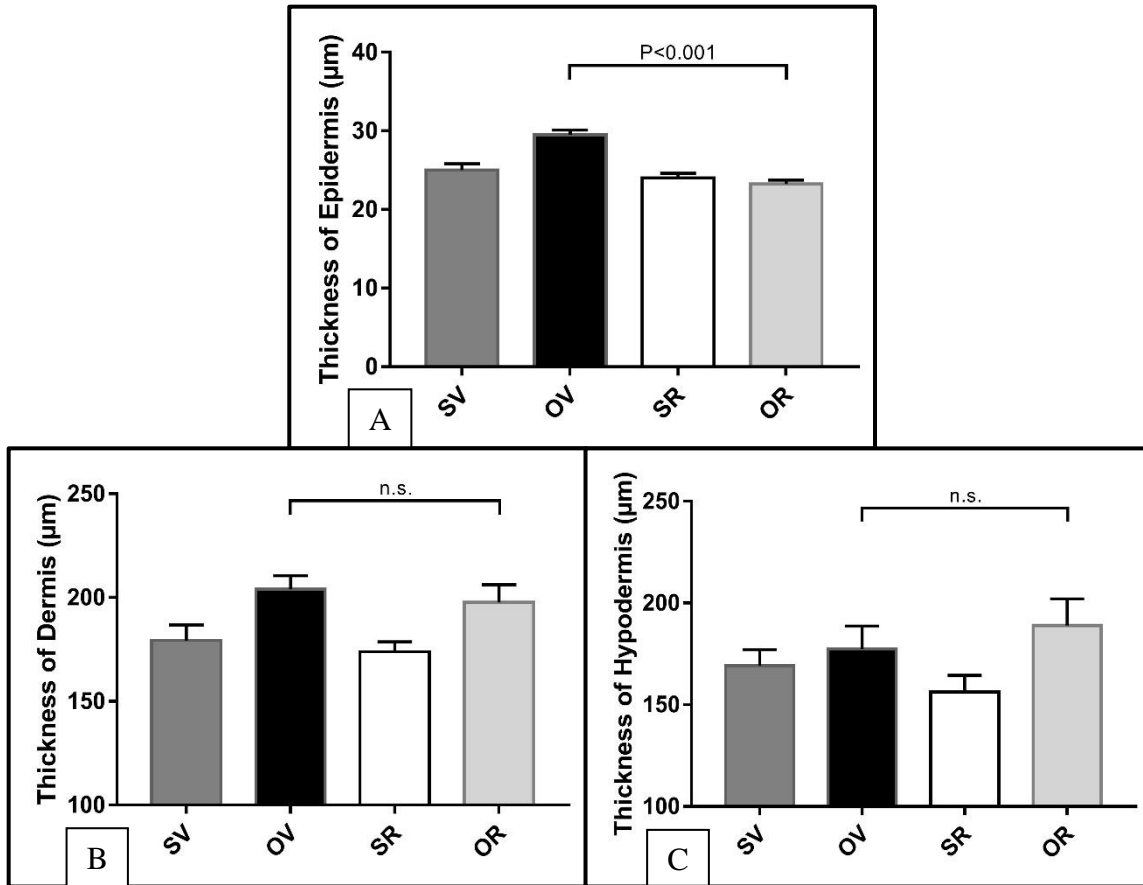 Thickness of Epidermis (μm)
40
30
20
10
0
P<0.001
SV
OV
SR
OR
A
Thickness of Dermis (μm)
250
200
150
100
n.s.
SV
OV
SR
OR
B
Thickness of Hypodermis (μm)
250
200
150
100
n.s.
SV
OV
SR
OR
C